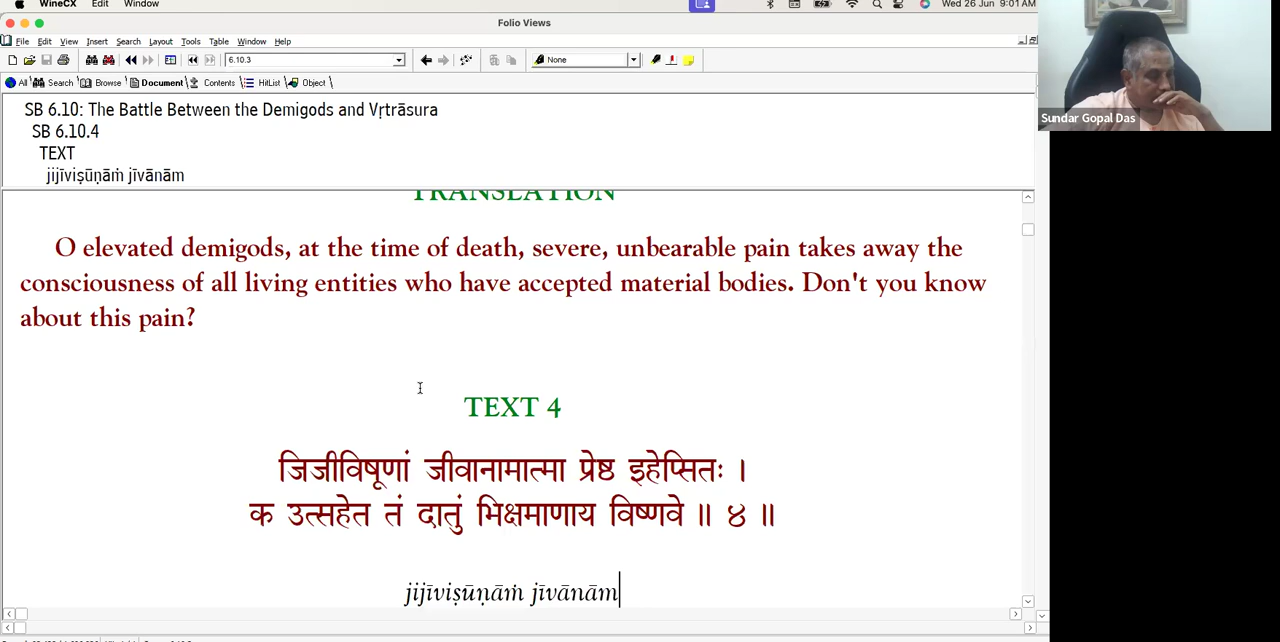 WineCX Edit Window Wed 26 Jun 9:01 AM
Folio Views
File Edit View Insert Search Layout Tools Table Window Help
6.10.3 None
All Search Browse Document Contents HitList Object
SB 6.10: The Battle Between the Demigods and Vṛtrāsura
SB 6.10.4
TEXT
jijīviṣūṇāṁ jīvānām
Sundar Gopal Das
TRANSLATION
O elevated demigods, at the time of death, severe, unbearable pain takes away the
consciousness of all living entities who have accepted material bodies. Don't you know
about this pain?
TEXT 4
जिजीविषूणां जीवानामात्मा प्रेष्ठ इहेप्सितः ।
क उत्सहेत तं दातुं भिक्षमाणाय विष्णवे ॥ ४ ॥
jijīviṣūṇāṁ jīvānām